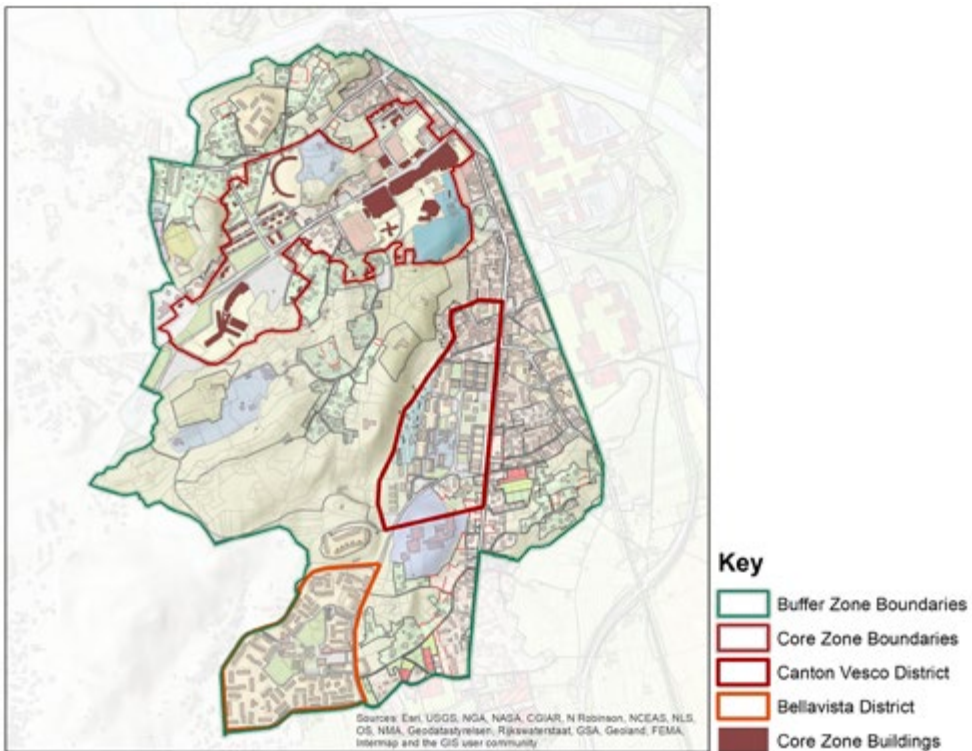 Key
Buffer Zone Boundaries
Core Zone Boundaries
Canton Vesco District
Bellavista District
Core Zone Buildings
Sources: Esri, USGS, NGA, NASA, CGIAR, N Robinson, NCEAS, NLS,
OS, NMA, Geodatastyrelsen, Rijkswaterstaat, GSA, Geoland, FEMA,
Intermap and the GIS user community